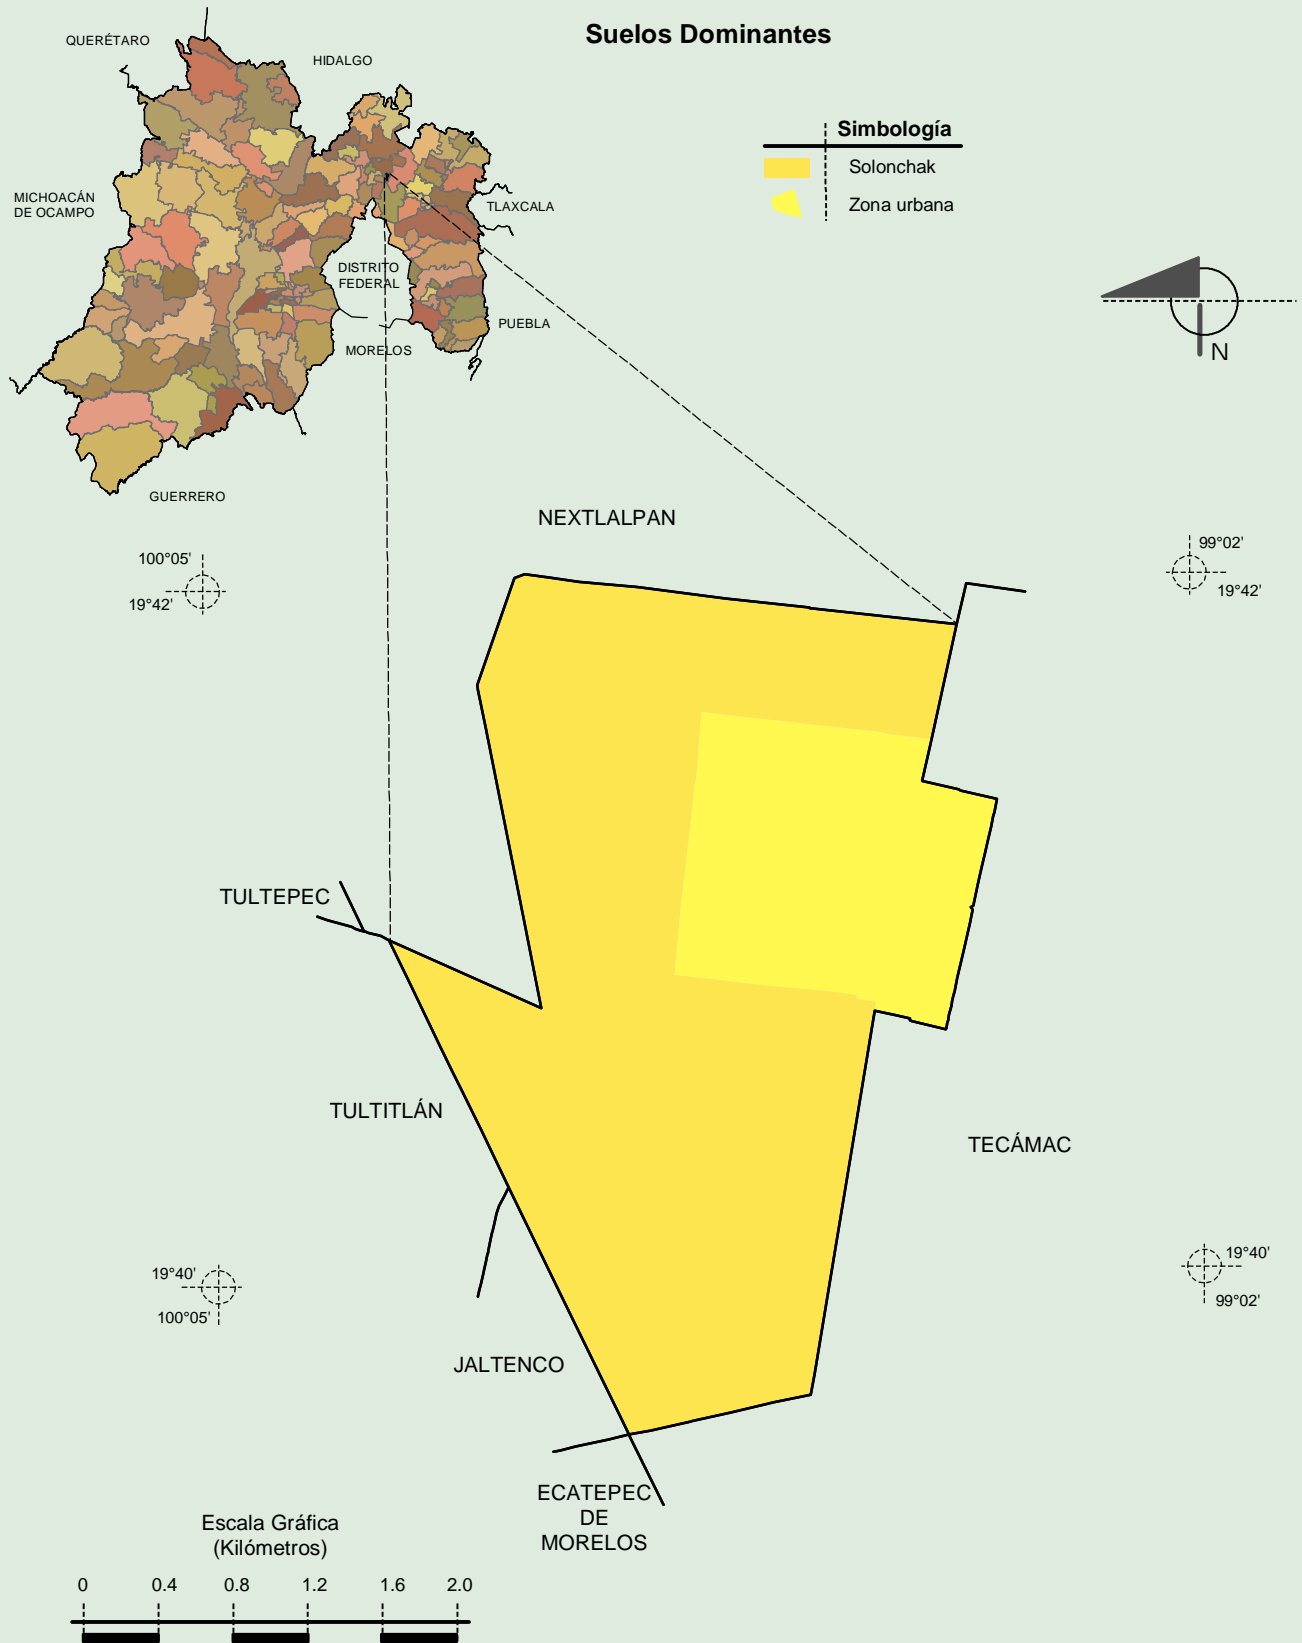 Suelos Dominantes
QUERÉTARO
HIDALGO
MICHOACÁN
DE OCAMPO
TLAXCALA
DISTRITO
FEDERAL
PUEBLA
MORELOS
GUERRERO
Simbología
Solonchak
Zona urbana
N
NEXTLALPAN
100°05'
19°42'
99°02'
19°42'
TULTEPEC
TULTITLÁN
TECÁMAC
19°40'
100°05'
19°40'
99°02'
JALTENCO
ECATEPEC
DE
MORELOS
Escala Gráfica
(Kilómetros)
0 0.4 0.8 1.2 1.6 2.0